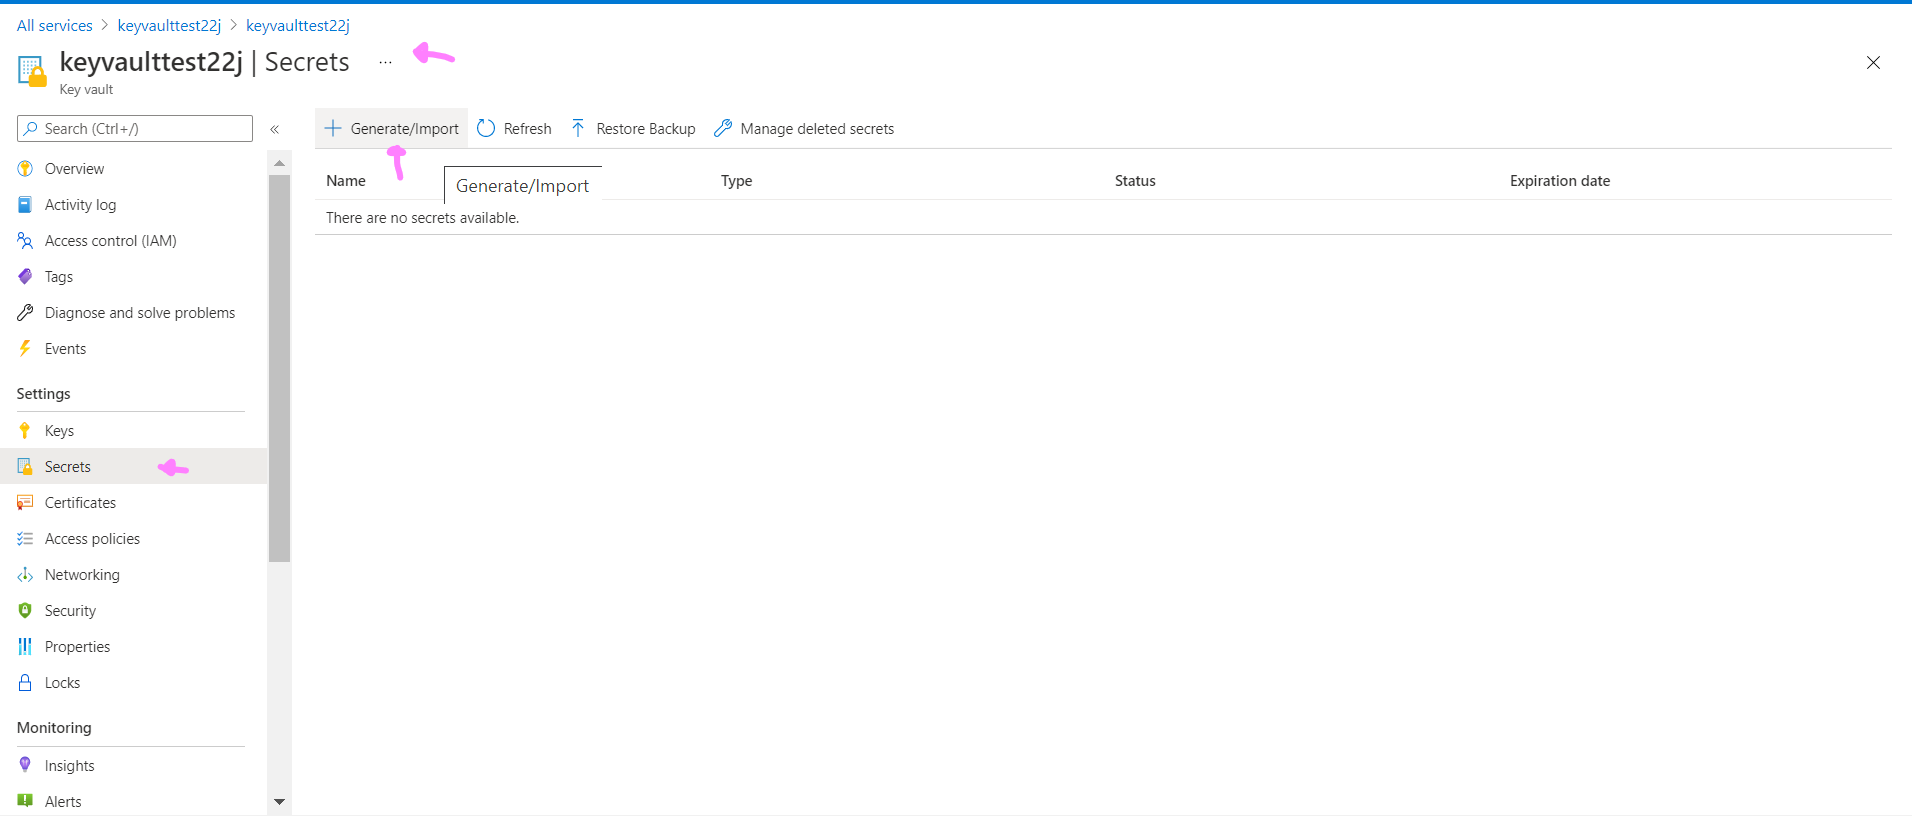 All services > keyvaulttest22j > keyvaulttest22j
keyvaulttest22j | Secrets ...
Key vault
Search (Ctrl+/) «
Generate/Import Refresh Restore Backup Manage deleted secrets
Name Type Status Expiration date
Generate/Import
There are no secrets available.
Overview
Activity log
Access control (IAM)
Tags
Diagnose and solve problems
Events
Settings
Keys
Secrets
Certificates
Access policies
Networking
Security
Properties
Locks
Monitoring
Insights
Alerts